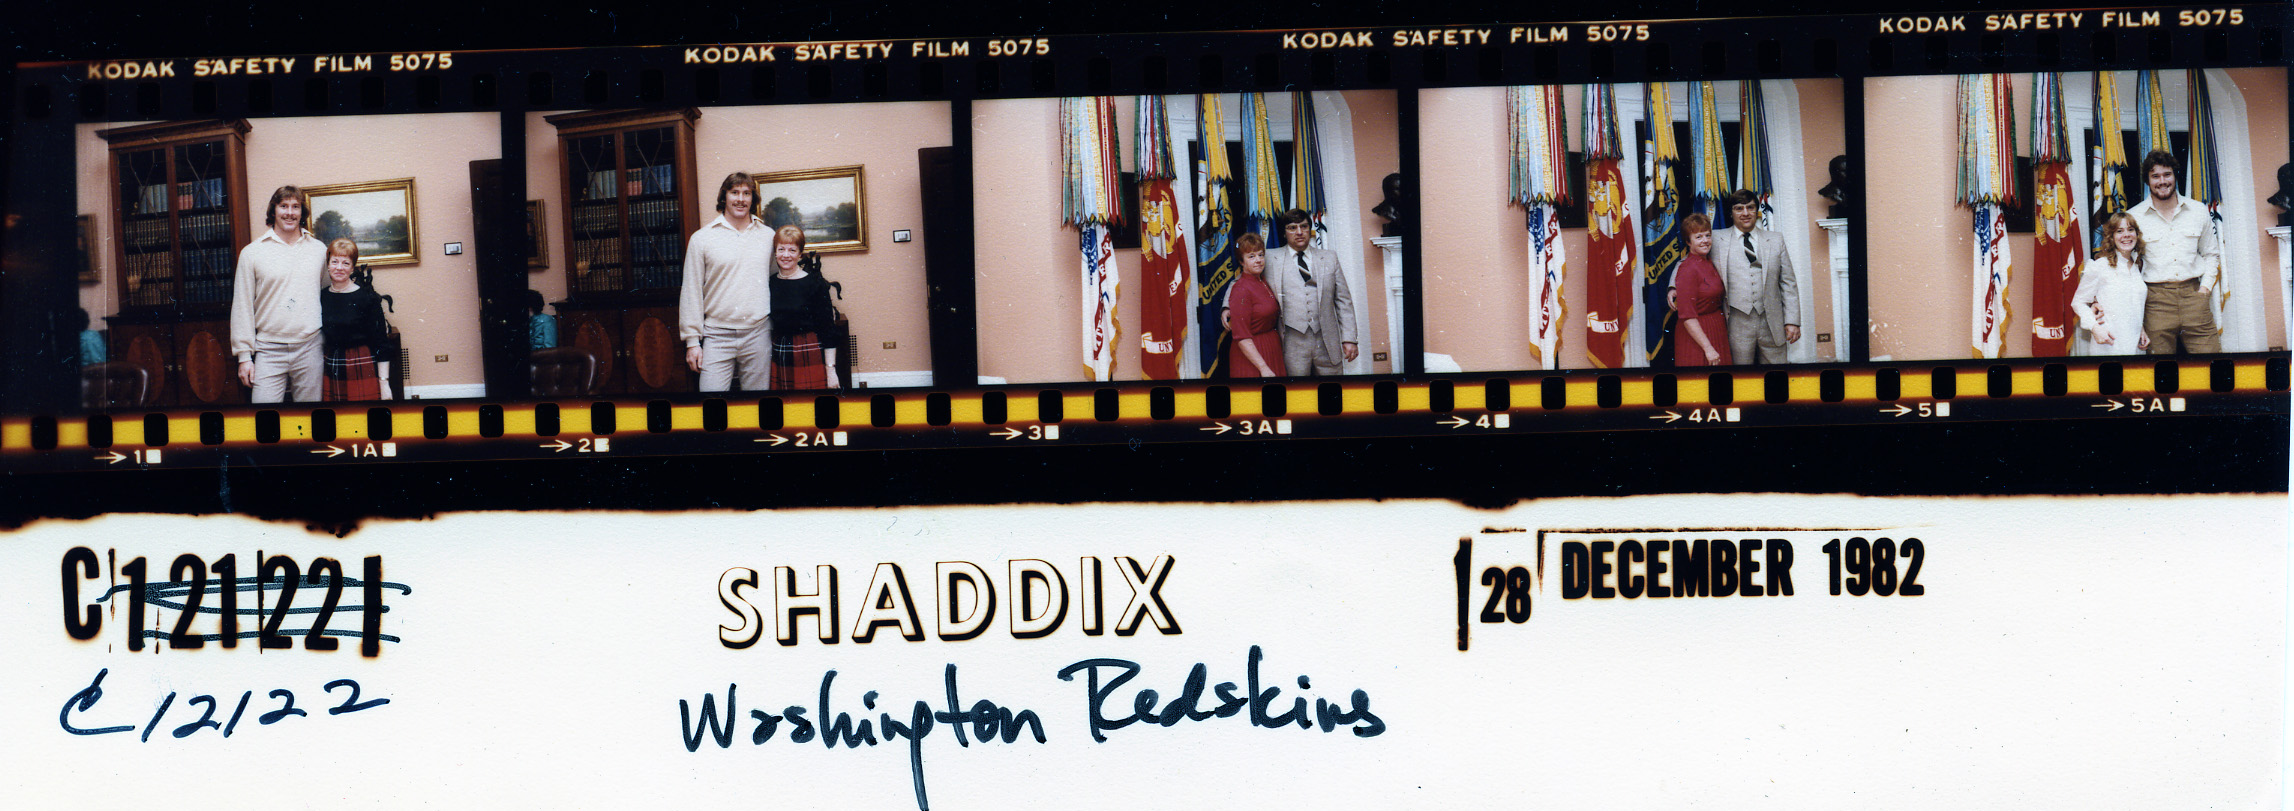 KODAK SAFETY FILM 5075 KODAK SAFETY FILM 5075 KODAK SAFETY FILM 5075 KODAK SAFETY FILM 5075
→1 →1A →2 →2A →3 →3A →4 →4A →5 →5A
SHADDIX
28 DECEMBER 1982
C12122
Washington Redskins